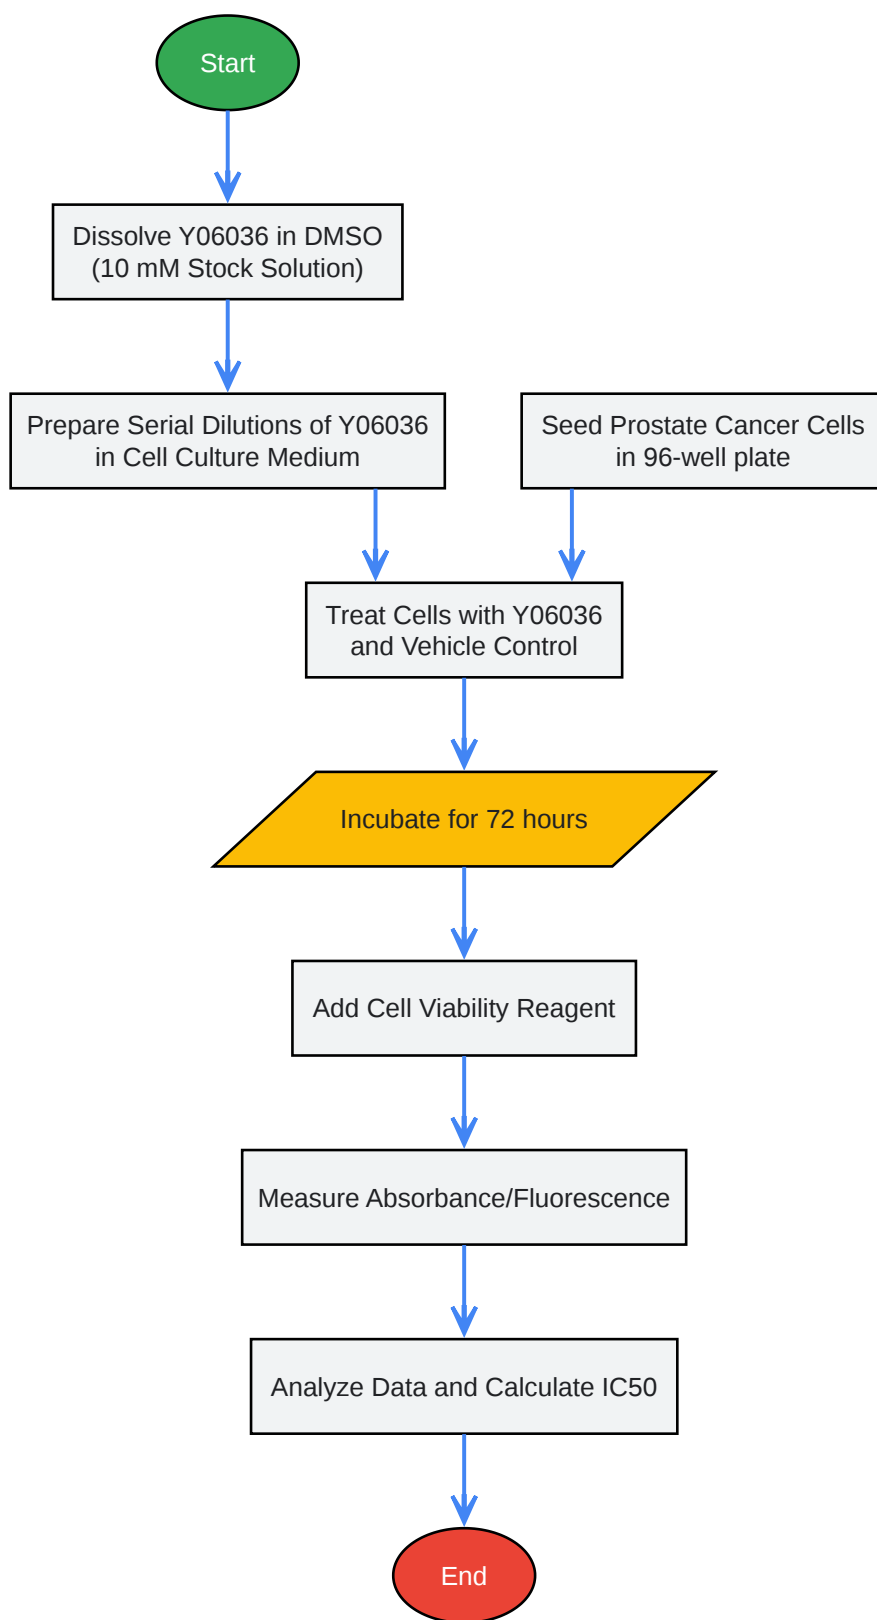 Start
Dissolve Y06036 in DMSO
(10 mM Stock Solution)
Prepare Serial Dilutions of Y06036
in Cell Culture Medium
Seed Prostate Cancer Cells
in 96-well plate
Treat Cells with Y06036
and Vehicle Control
Incubate for 72 hours
Add Cell Viability Reagent
Measure Absorbance/Fluorescence
Analyze Data and Calculate IC50
End